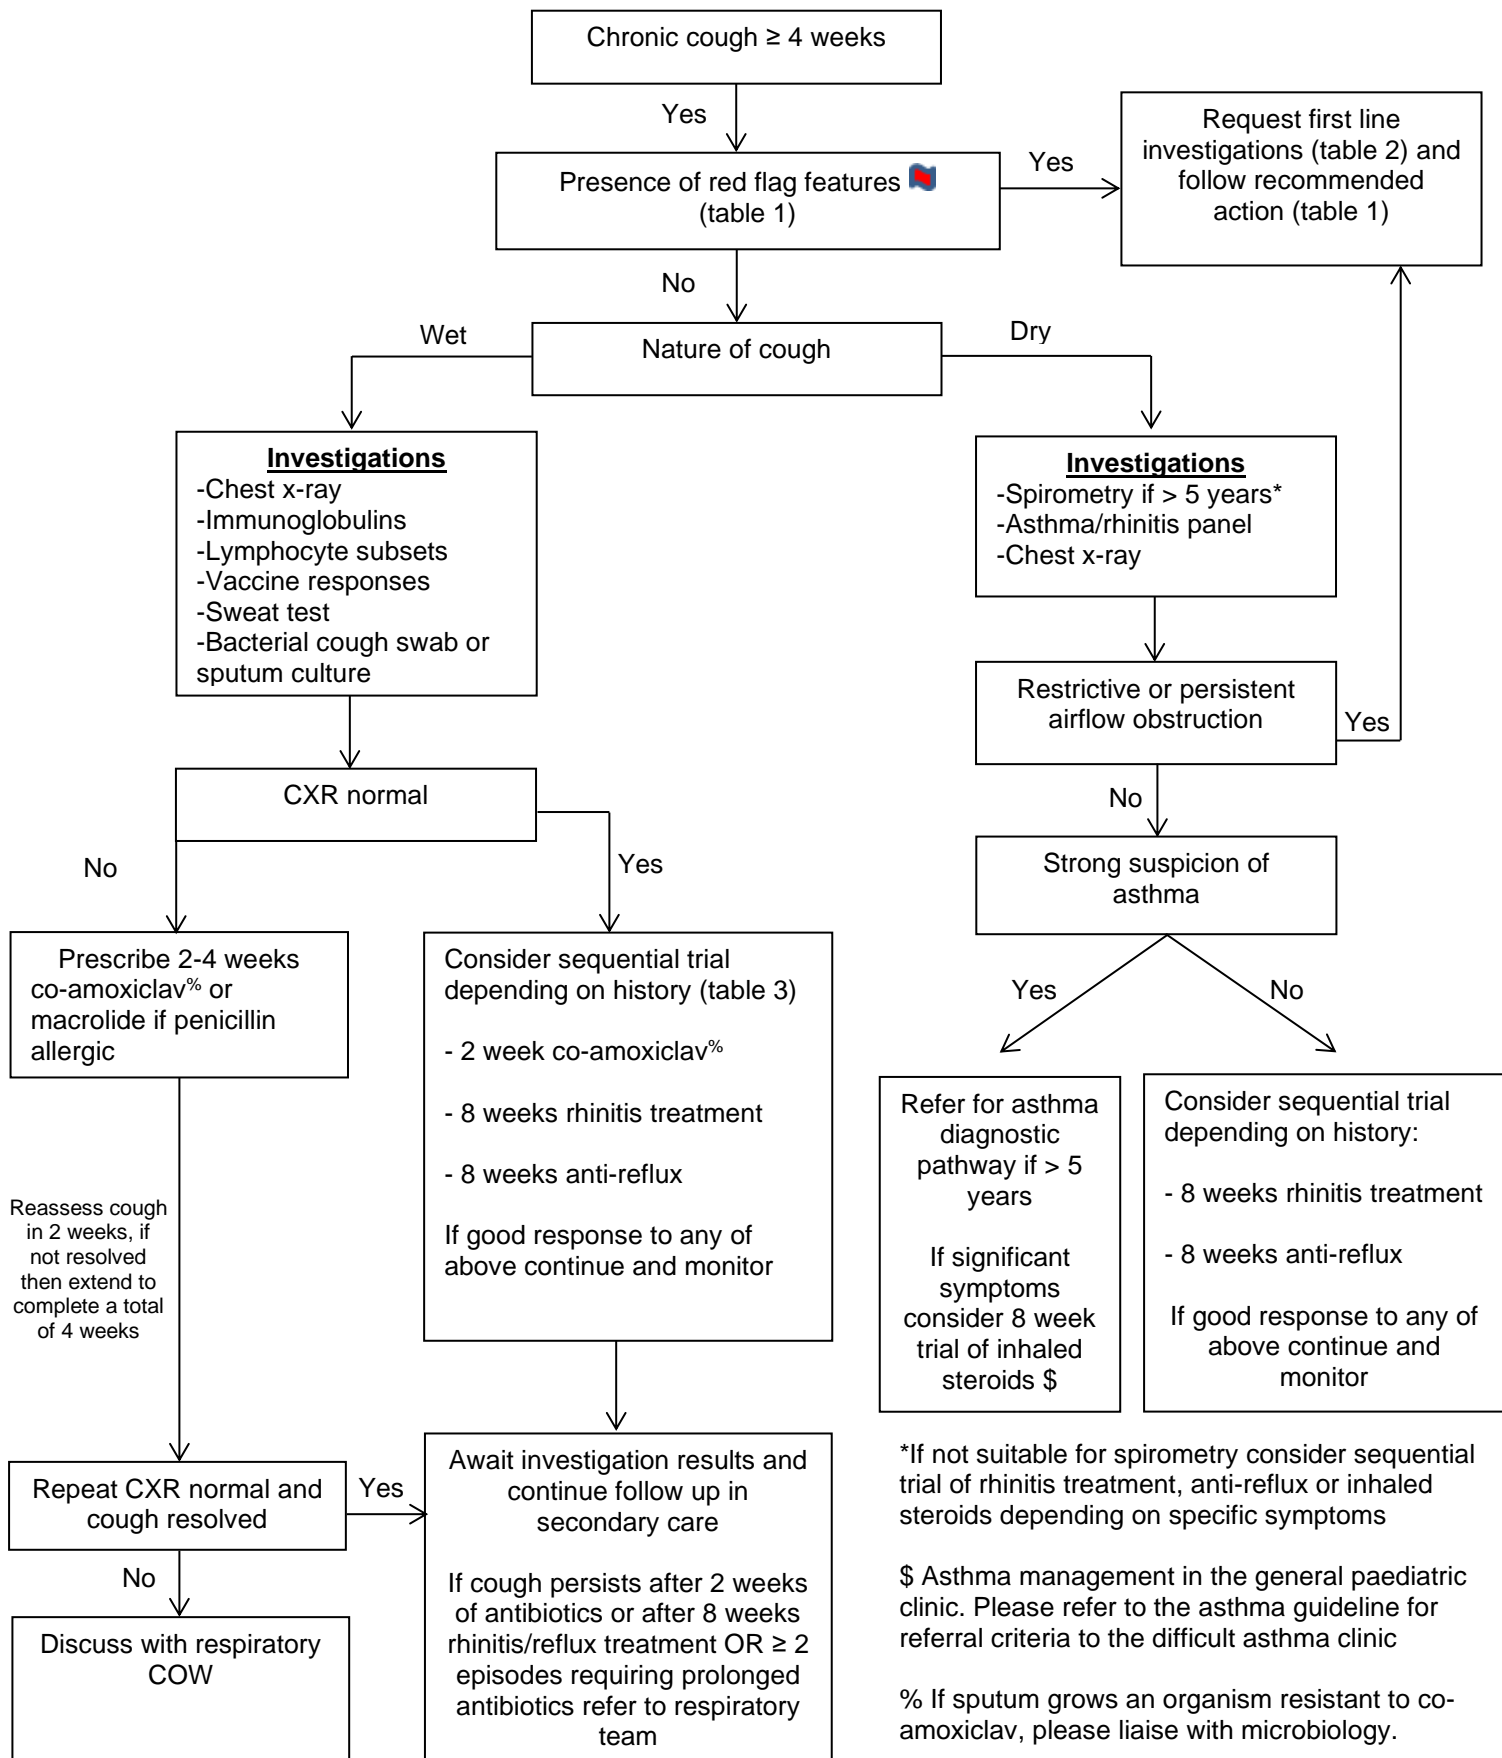 Chronic cough ≥ 4 weeks
Yes
Presence of red flag features
(table 1)
Yes
Request first line
investigations (table 2) and
follow recommended
action (table 1)
No
Nature of cough
Wet
Dry
Investigations
-Chest x-ray
-Immunoglobulins
-Lymphocyte subsets
-Vaccine responses
-Sweat test
-Bacterial cough swab or
sputum culture
Investigations
-Spirometry if > 5 years*
-Asthma/rhinitis panel
-Chest x-ray
Restrictive or persistent
airflow obstruction
Yes
No
CXR normal
No
Yes
Strong suspicion of
asthma
Yes
No
Prescribe 2-4 weeks
co-amoxiclav% or
macrolide if penicillin
allergic
Consider sequential trial
depending on history (table 3)
- 2 week co-amoxiclav%
- 8 weeks rhinitis treatment
- 8 weeks anti-reflux
If good response to any of
above continue and monitor
Refer for asthma
diagnostic
pathway if > 5
years
If significant
symptoms
consider 8 week
trial of inhaled
steroids $
Consider sequential trial
depending on history:
- 8 weeks rhinitis treatment
- 8 weeks anti-reflux
If good response to any of
above continue and
monitor
Reassess cough
in 2 weeks, if
not resolved
then extend to
complete a total
of 4 weeks
Repeat CXR normal and
cough resolved
Yes
No
Discuss with respiratory
COW
Await investigation results and
continue follow up in
secondary care
If cough persists after 2 weeks
of antibiotics or after 8 weeks
rhinitis/reflux treatment OR ≥ 2
episodes requiring prolonged
antibiotics refer to respiratory
team
*If not suitable for spirometry consider sequential
trial of rhinitis treatment, anti-reflux or inhaled
steroids depending on specific symptoms
$ Asthma management in the general paediatric
clinic. Please refer to the asthma guideline for
referral criteria to the difficult asthma clinic
% If sputum grows an organism resistant to co-
amoxiclav, please liaise with microbiology.